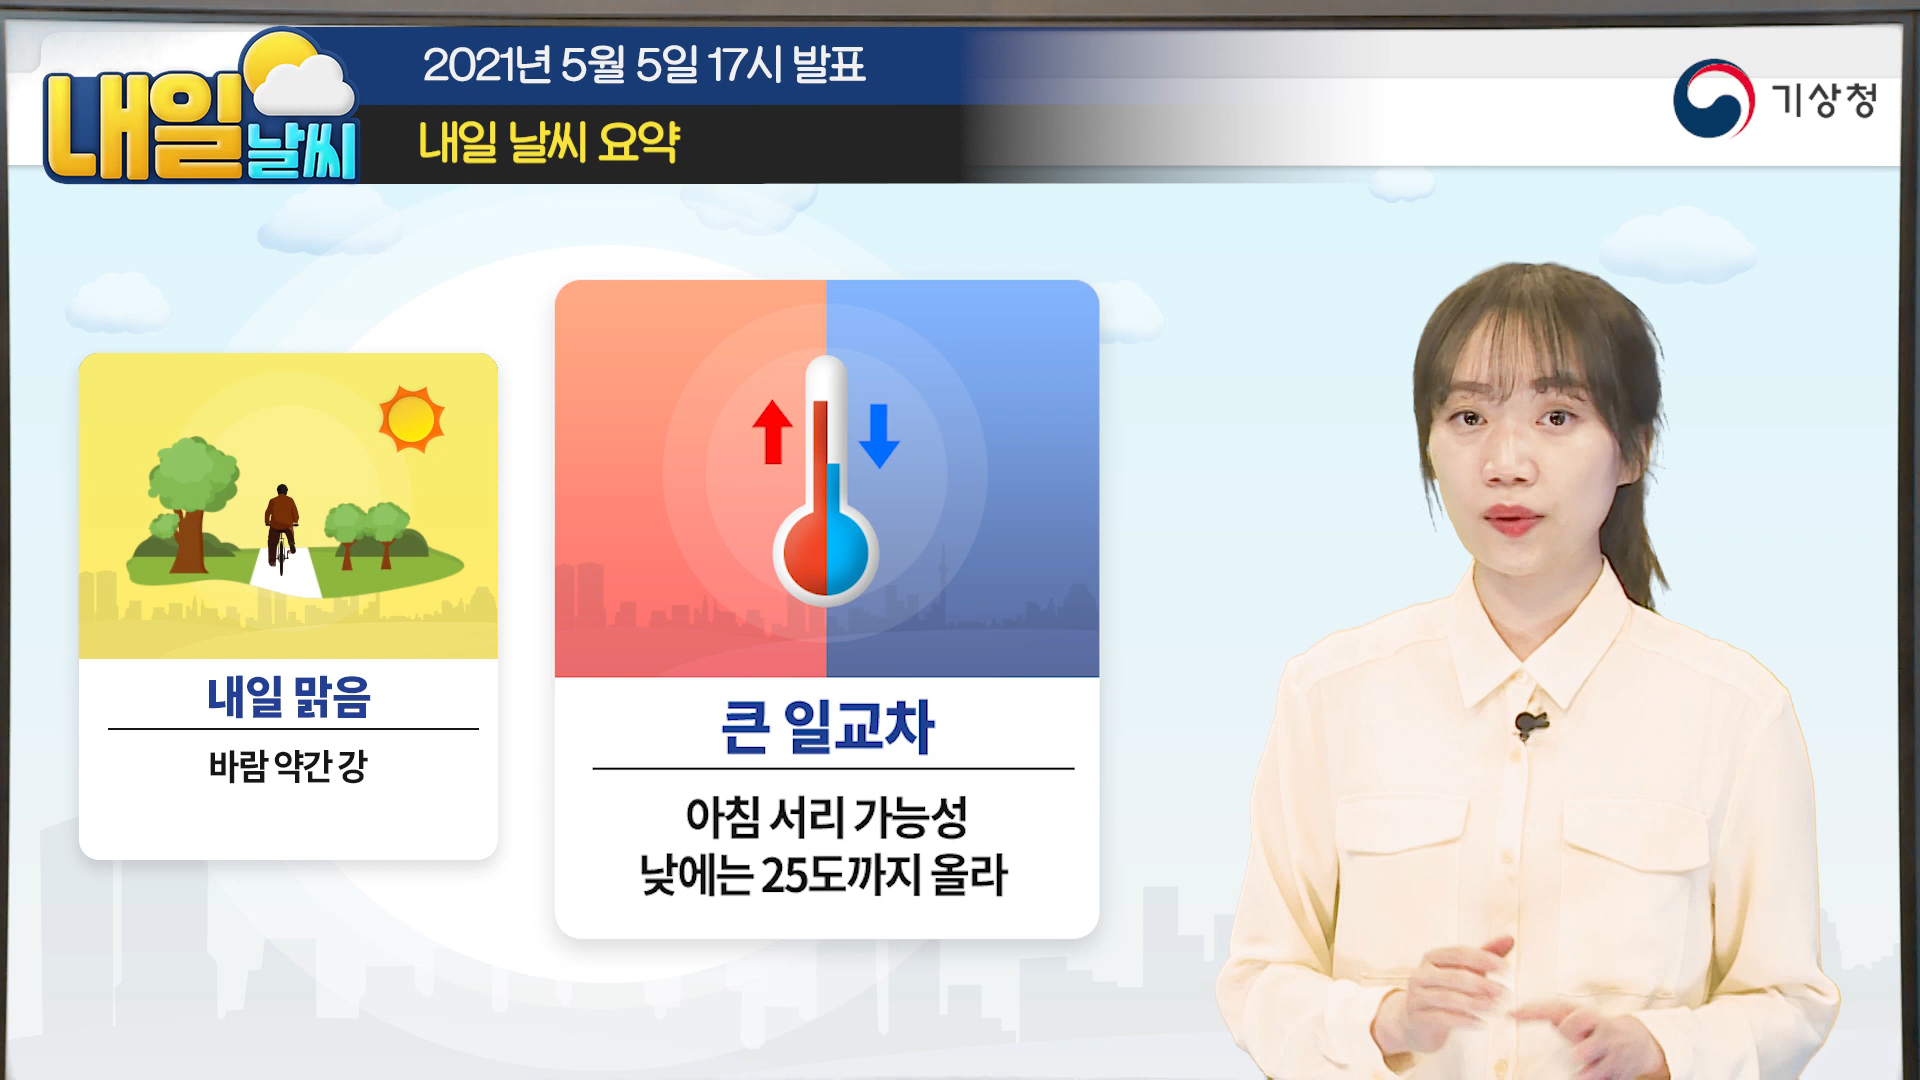 내일 날씨
2021년 5월 5일 17시 발표
내일 날씨 요약
기상청
내일 맑음
바람 약간 강
큰 일교차
아침 서리 가능성
낮에는 25도까지 올라